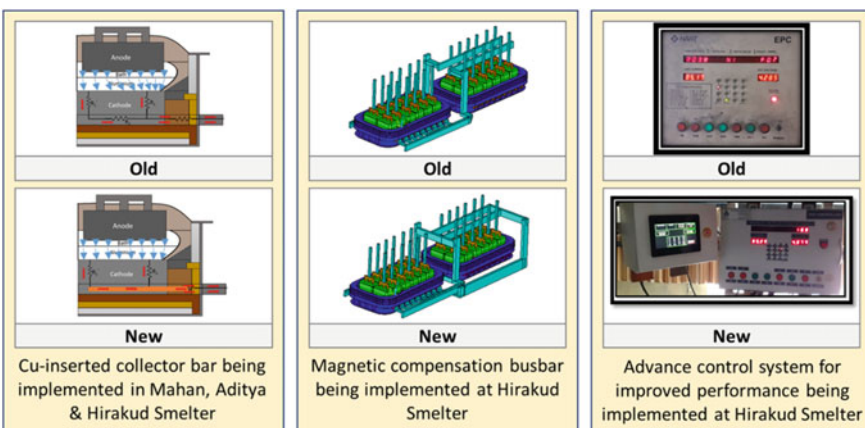 Anode
Cathode
Old
Anode
Cathode
New
Cu-inserted collector bar being
implemented in Mahan, Aditya
& Hirakud Smelter
Old
New
Magnetic compensation busbar
being implemented at Hirakud
Smelter
EPC
Old
New
Advance control system for
improved performance being
implemented at Hirakud Smelter